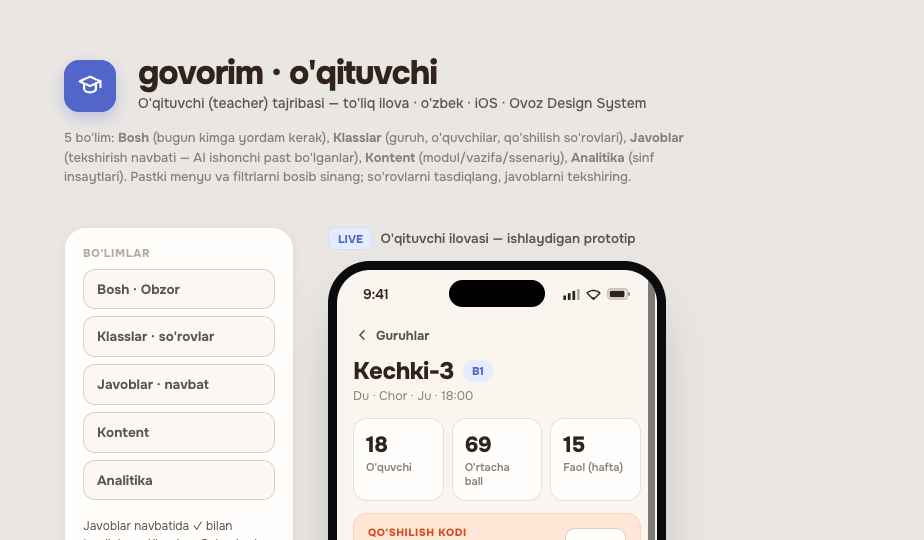 govorim · o'qituvchi
O'qituvchi (teacher) tajribasi — to'liq ilova · o'zbek · iOS · Ovoz Design System
5 bo'lim: Bosh (bugun kimga yordam kerak), Klasslar (guruh, o'quvchilar, qo'shilish so'rovlari), Javoblar
(tekshirish navbati — AI ishonchi past bo'lganlar), Kontent (modul/vazifa/ssenariy), Analitika (sinf
insaytlari). Pastki menyu va filtrlarni bosib sinang; so'rovlarni tasdiqlang, javoblarni tekshiring.
BO'LIMLAR
Bosh · Obzor
Klasslar · so'rovlar
Javoblar · navbat
Kontent
Analitika
Javoblar navbatida ✓ bilan
LIVE O'qituvchi ilovasi — ishlaydigan prototip
9:41
Guruhlar
Kechki-3 B1
Du · Chor · Ju · 18:00
18
O'quvchi
69
O'rtacha
ball
15
Faol (hafta)
QO'SHILISH KODI